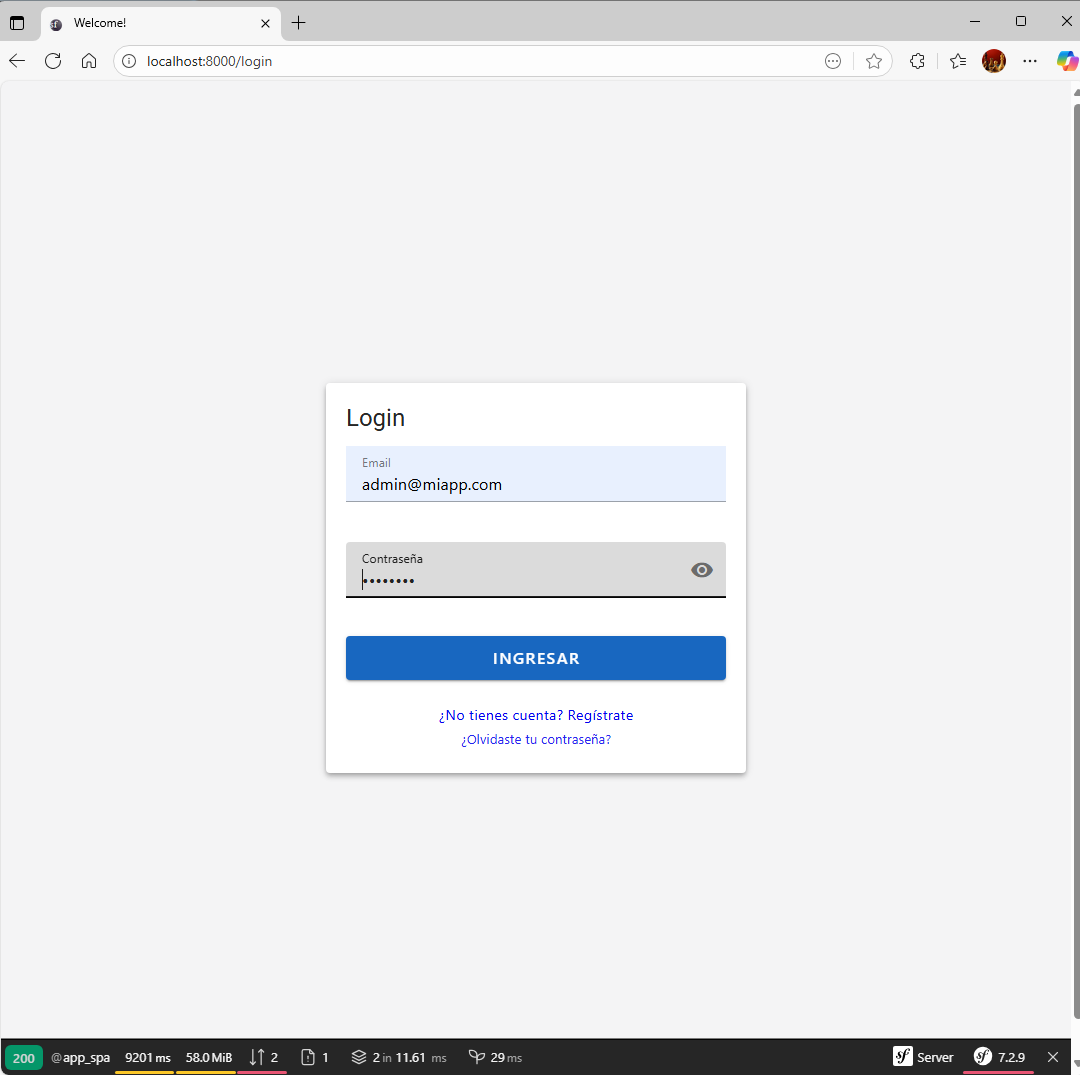 Welcome!
localhost:8000/login
Login
Email
admin@miapp.com
Contraseña
••••••••
INGRESAR
¿No tienes cuenta? Regístrate
¿Olvidaste tu contraseña?
200 @app_spa 9201 ms 58.0 MiB 2 1 2 in 11.61 ms 29 ms sf Server sf 7.2.9